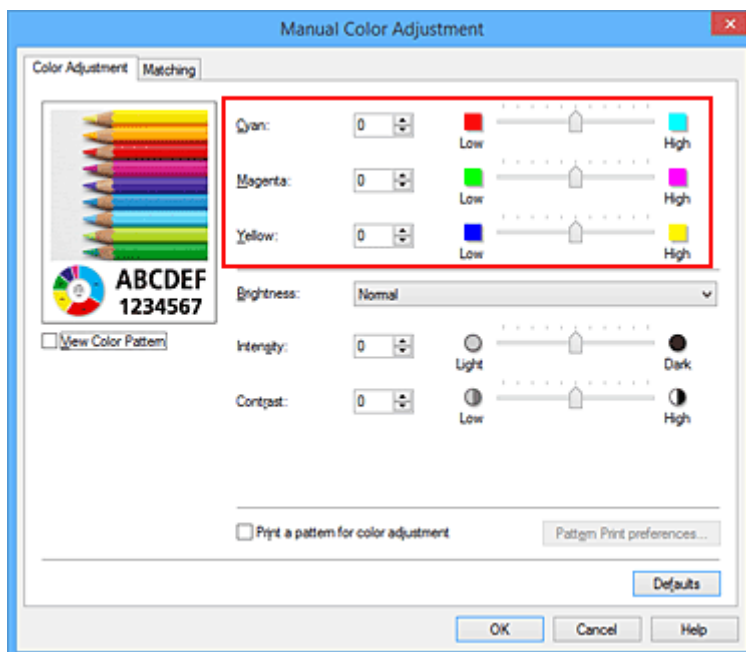 Manual Color Adjustment
Color Adjustment Matching
Cyan: 0 Low High
Magenta: 0 Low High
Yellow: 0 Low High
ABCDEF
1234567
View Color Pattern
Brightness: Normal
Intensity: 0 Light Dark
Contrast: 0 Low High
Print a pattern for color adjustment Pattern Print preferences...
Defaults
OK Cancel Help